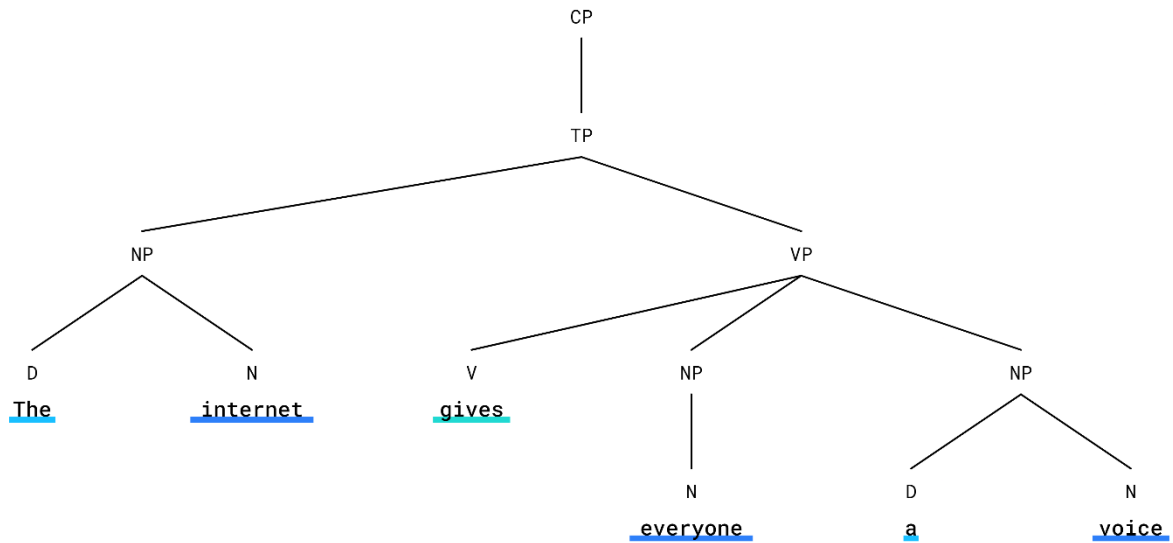 CP
TP
NP VP
D N V NP NP
The internet gives
N D N
everyone a voice